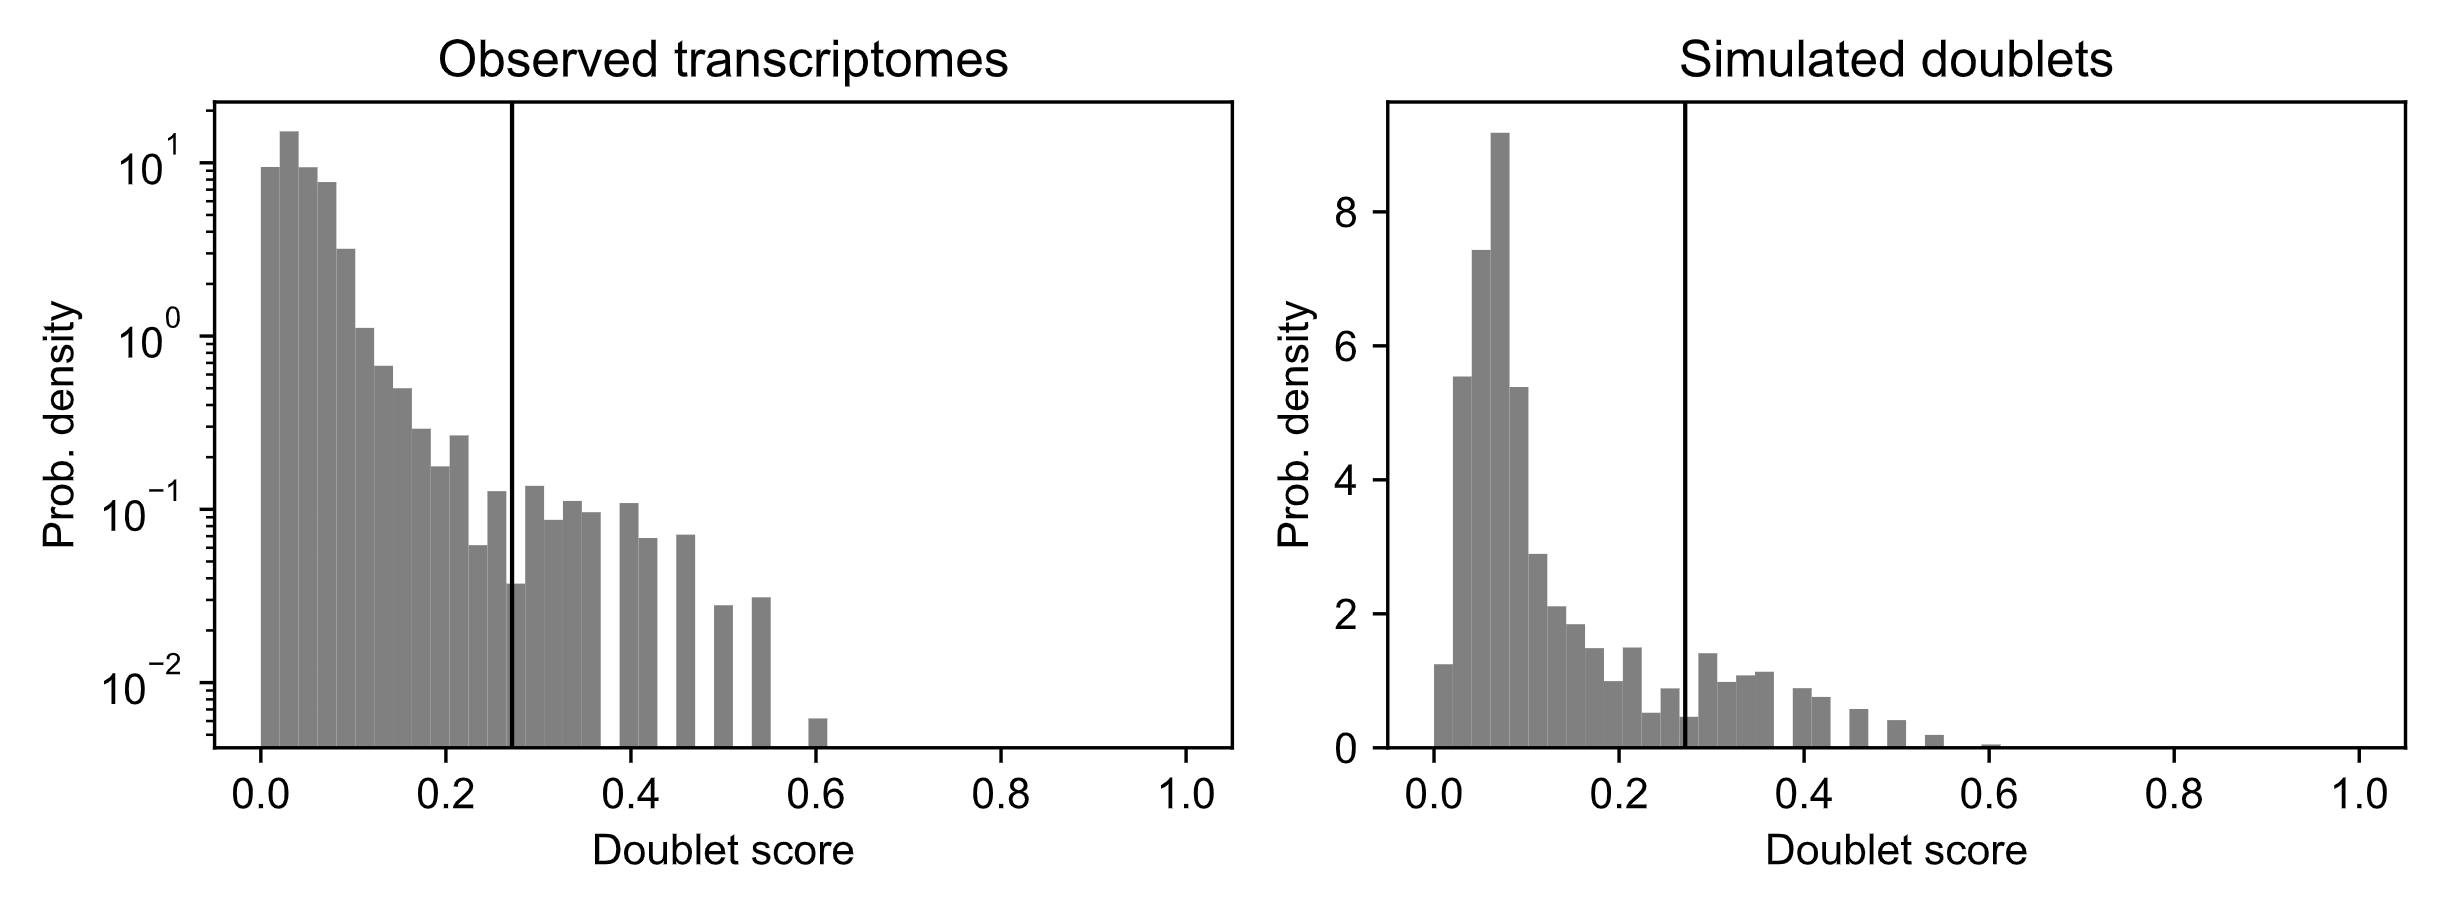 Observed transcriptomes
Prob. density
10^1
10^0
10^−1
10^−2
0.0 0.2 0.4 0.6 0.8 1.0
Doublet score
Simulated doublets
Prob. density
8
6
4
2
0
0.0 0.2 0.4 0.6 0.8 1.0
Doublet score